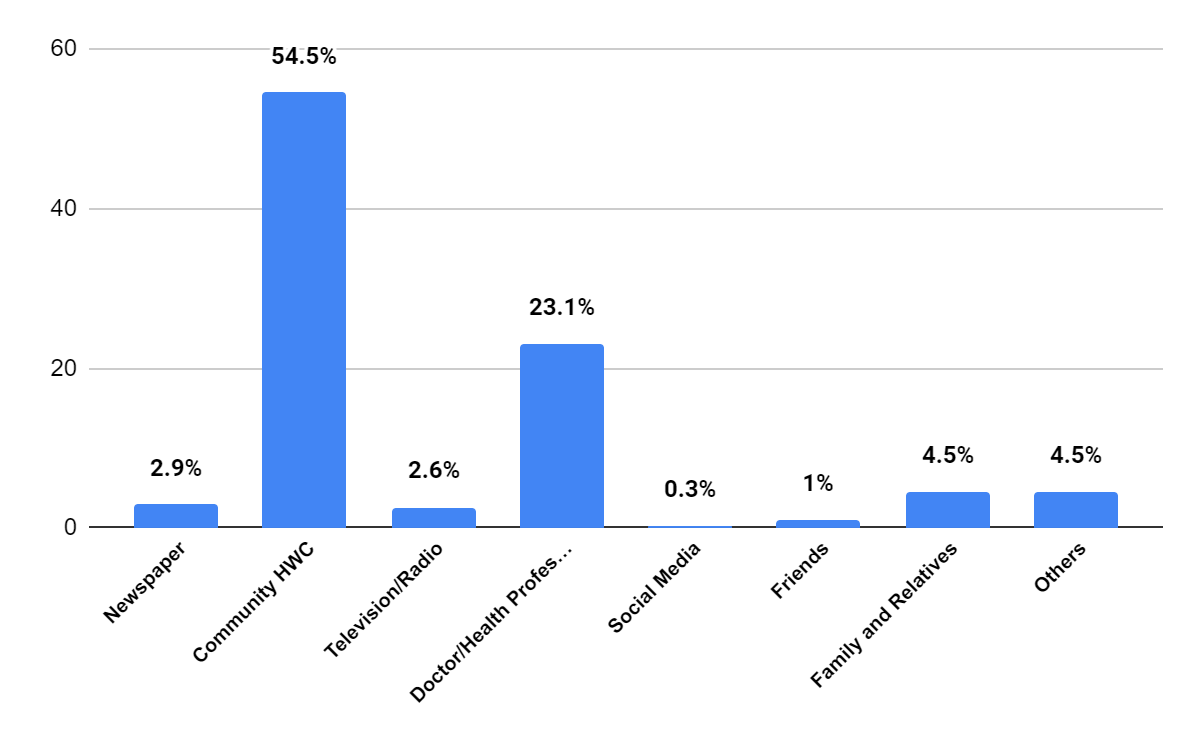 60
40
20
0
2.9%
54.5%
2.6%
23.1%
0.3%
1%
4.5%
4.5%
Newspaper
Community HWC
Television/Radio
Doctor/Health Profes...
Social Media
Friends
Family and Relatives
Others